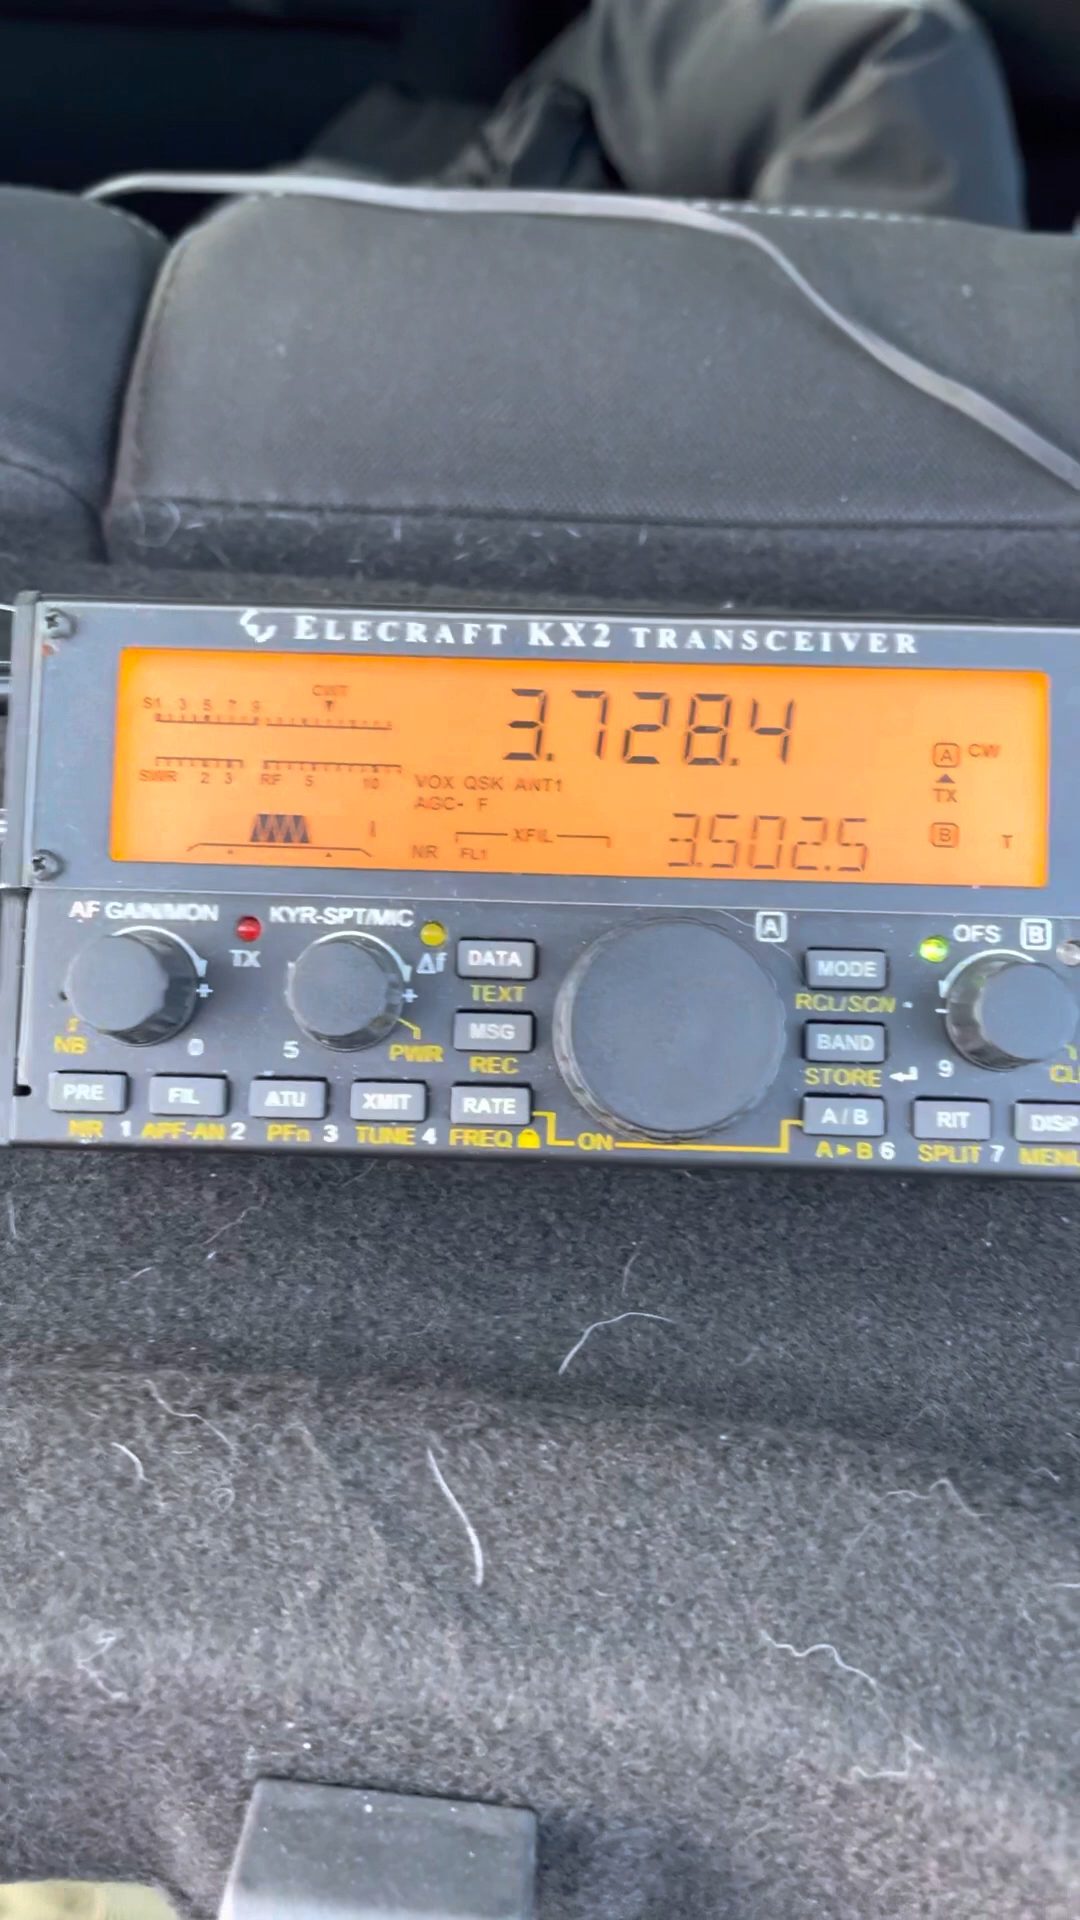 ELECRAFT KX2 TRANSCEIVER
S1 3 5 7 9 CWT
3.728.4
A CW
SWR 2 3 RF 5 10
VOX QSK ANT1
TX
AGC- F
XFIL
3.502.5
B T
NR FL1
AF GAIN/MON KYR-SPT/MIC A OFS B
TX Δf DATA MODE
+ + TEXT RCL/SCN - -
MSG BAND
NB 0 5 PWR REC STORE 9
PRE FIL ATU XMIT RATE A/B RIT DISP
NR 1 APF-AN 2 PFn 3 TUNE 4 FREQ ON A▸B 6 SPLIT 7 MENU